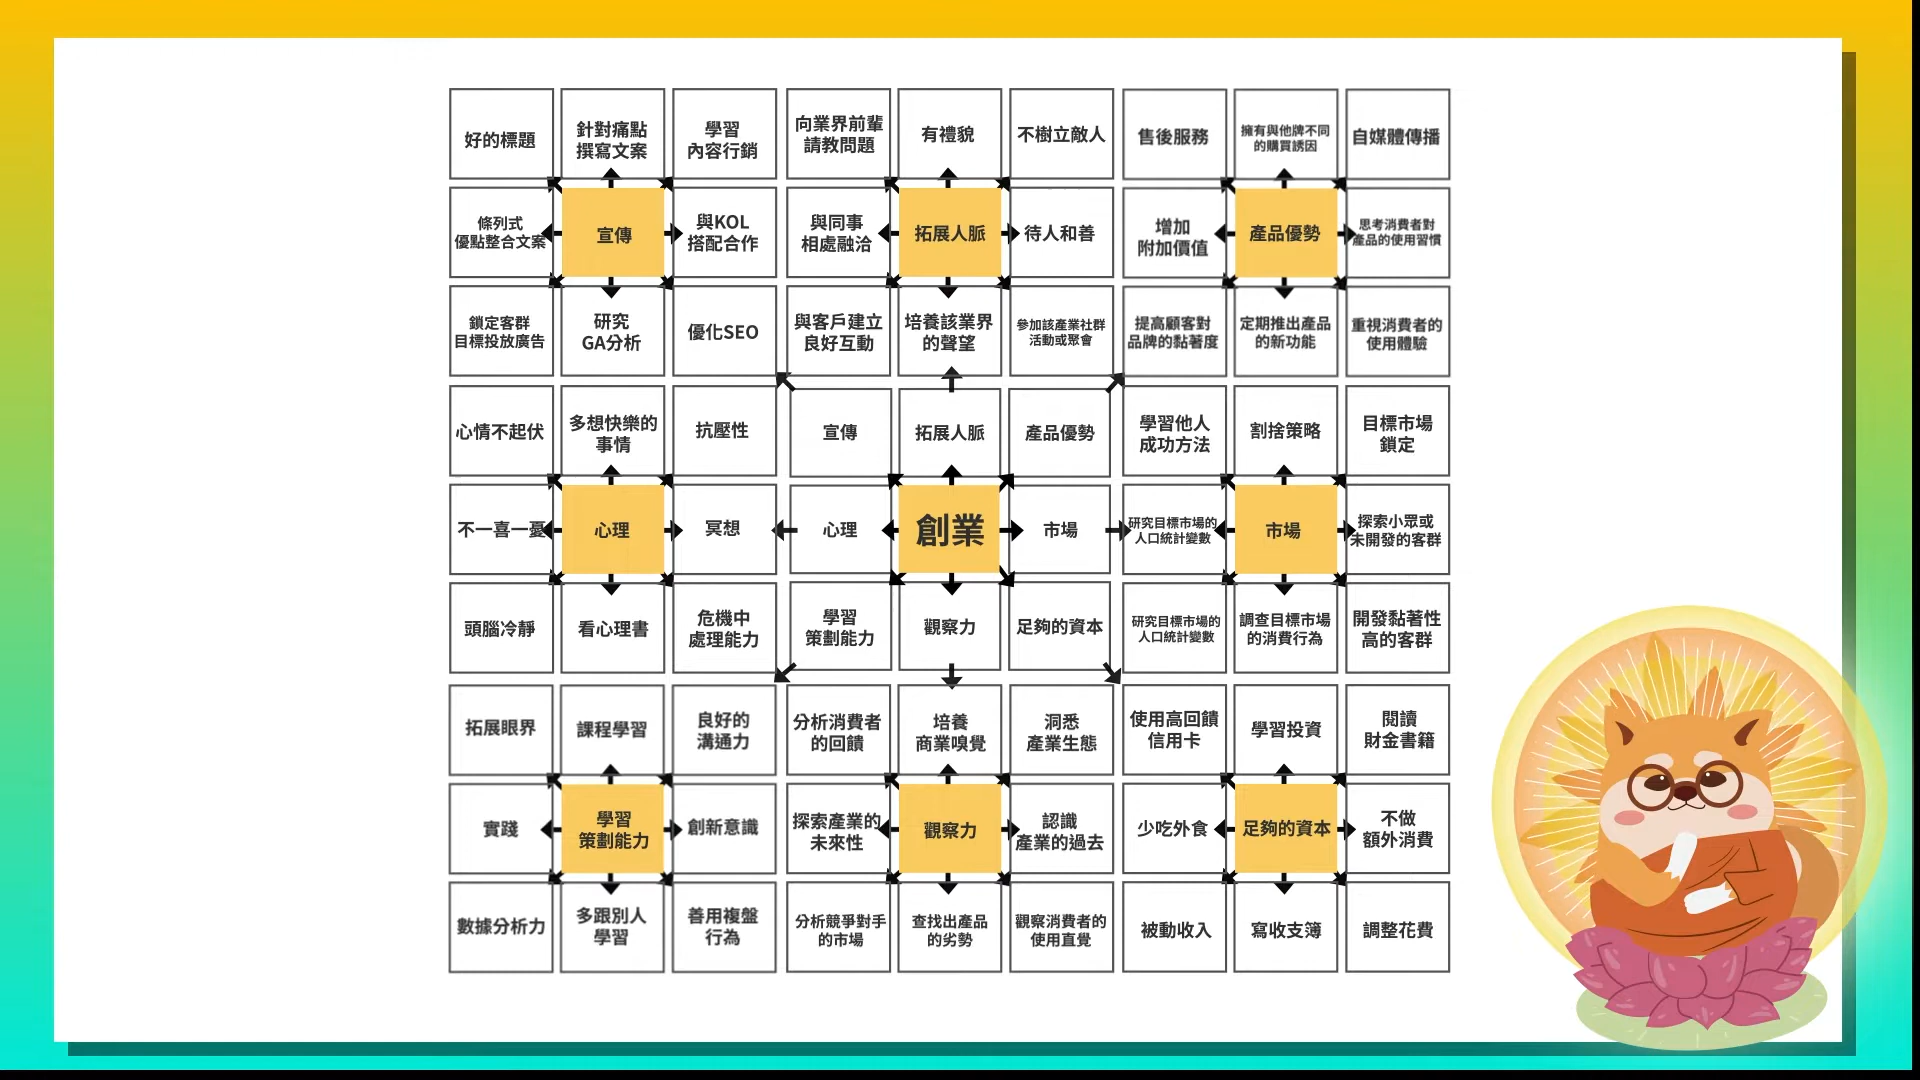 好的標題
針對痛點
撰寫文案
學習
內容行銷
條列式
優點整合文案
宣傳
與KOL
搭配合作
鎖定客群
目標投放廣告
研究
GA分析
優化SEO
向業界前輩
請教問題
有禮貌
不樹立敵人
與同事
相處融洽
拓展人脈
待人和善
與客戶建立
良好互動
培養該業界
的聲望
參加該產業社群
活動或聚會
售後服務
擁有與他牌不同
的購買誘因
自媒體傳播
增加
附加價值
產品優勢
思考消費者對
產品的使用習慣
提高顧客對
品牌的黏著度
定期推出產品
的新功能
重視消費者的
使用體驗
心情不起伏
多想快樂的
事情
抗壓性
不一喜一憂
心理
冥想
頭腦冷靜
看心理書
危機中
處理能力
宣傳
拓展人脈
產品優勢
心理
創業
市場
學習
策劃能力
觀察力
足夠的資本
學習他人
成功方法
割捨策略
目標市場
鎖定
研究目標市場的
人口統計變數
市場
探索小眾或
未開發的客群
研究目標市場的
人口統計變數
調查目標市場
的消費行為
開發黏著性
高的客群
拓展眼界
課程學習
良好的
溝通力
實踐
學習
策劃能力
創新意識
數據分析力
多跟別人
學習
善用複盤
行為
分析消費者
的回饋
培養
商業嗅覺
洞悉
產業生態
探索產業的
未來性
觀察力
認識
產業的過去
分析競爭對手
的市場
查找出產品
的劣勢
觀察消費者的
使用直覺
使用高回饋
信用卡
學習投資
閱讀
財金書籍
少吃外食
足夠的資本
不做
額外消費
被動收入
寫收支簿
調整花費